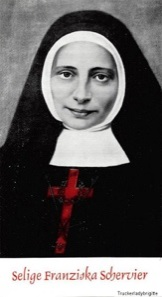 Selige Franziska Schervier
Truckerladybrigitte